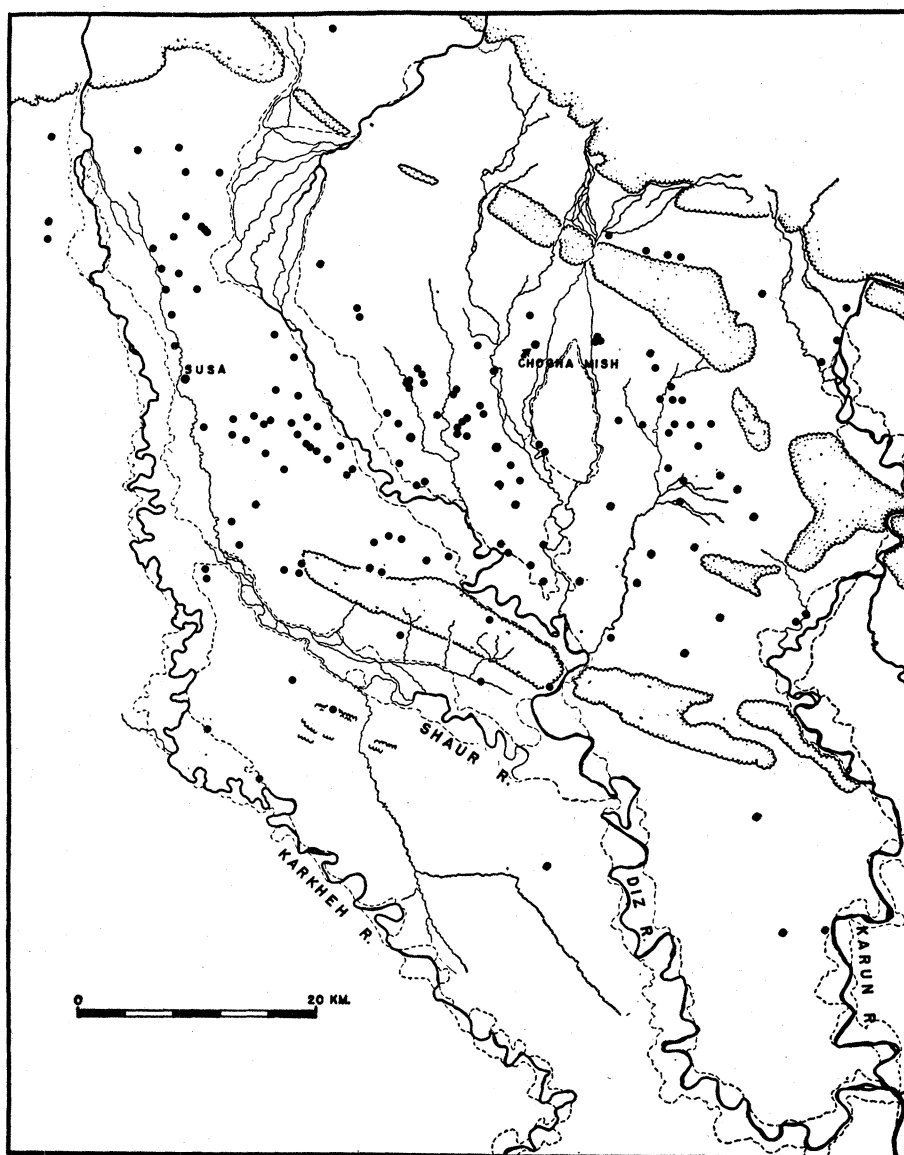 SUSA
CHOGHA MISH
SHAUR R.
KARKHEH R.
DIZ R.
KARUN R.
0 20 KM.